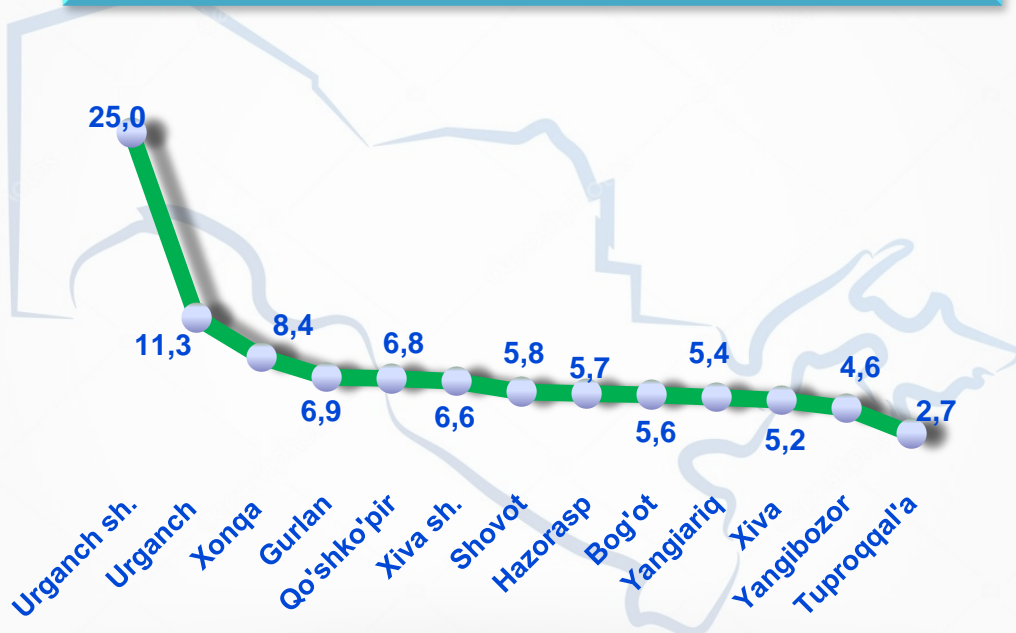 25,0
11,3
8,4
6,9
6,8
6,6
5,8
5,7
5,6
5,4
5,2
4,6
2,7
Urganch sh.
Urganch
Xonqa
Gurlan
Qo'shko'pir
Xiva sh.
Shovot
Hazorasp
Bog'ot
Yangiariq
Xiva
Yangibozor
Tuproqqal'a